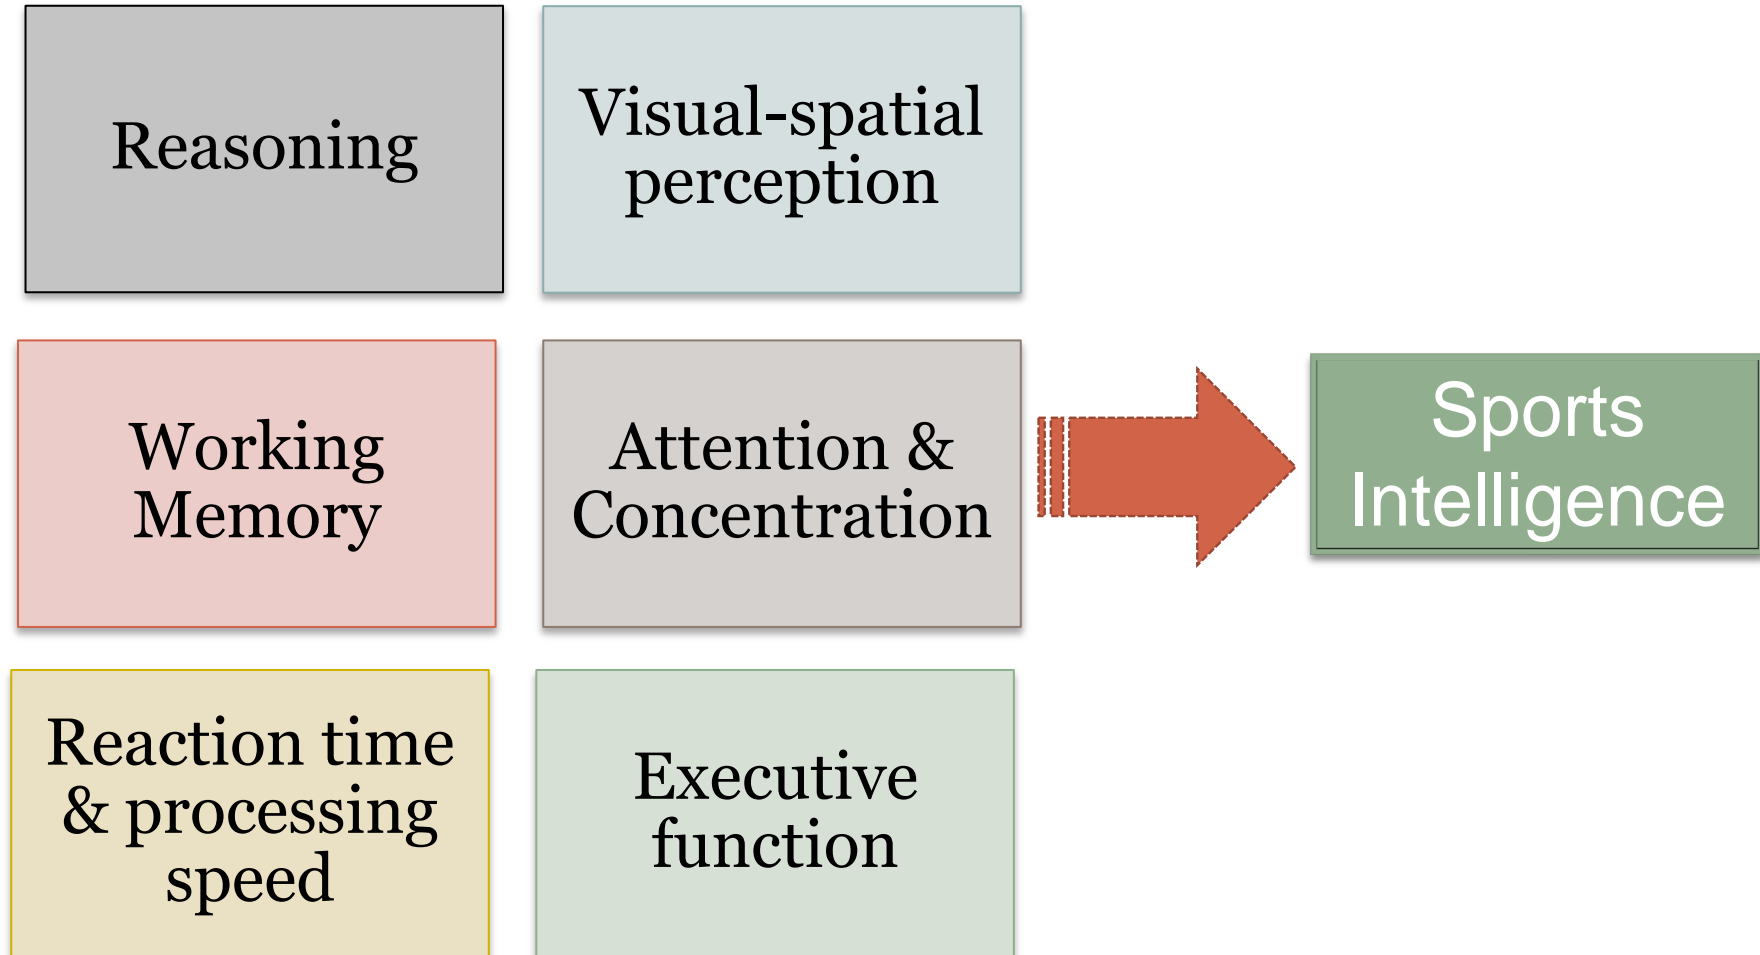 Reasoning
Visual-spatial
perception
Working
Memory
Attention &
Concentration
Sports
Intelligence
Reaction time
& processing
speed
Executive
function